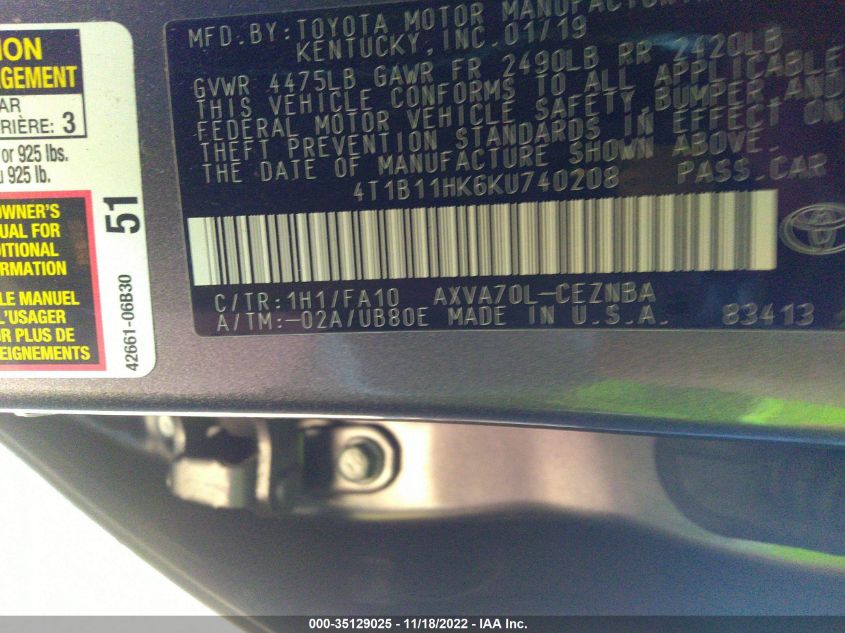 ION
GEMENT
AR
RIÈRE: 3
or 925 lbs.
925 lb.
OWNER'S
UAL FOR
DITIONAL
ORMATION
LE MANUEL
L'USAGER
R PLUS DE
EIGNEMENTS
51
42661-06B30
MFD. BY: TOYOTA MOTOR MANUFACTURING
KENTUCKY, INC. 01/19
GVWR 4475LB GAWR FR 2490LB RR 2420LB
THIS VEHICLE CONFORMS TO ALL APPLICABLE
FEDERAL MOTOR VEHICLE SAFETY, BUMPER AND
THEFT PREVENTION STANDARDS IN EFFECT ON
THE DATE OF MANUFACTURE SHOWN ABOVE.
4T1B11HK6KU740208 PASS. CAR
C/TR: 1H1/FA10 AXVA70L-CEZNBA
A/TM: -02A/UB80E MADE IN U.S.A. 83413
000-35129025 - 11/18/2022 - IAA Inc.